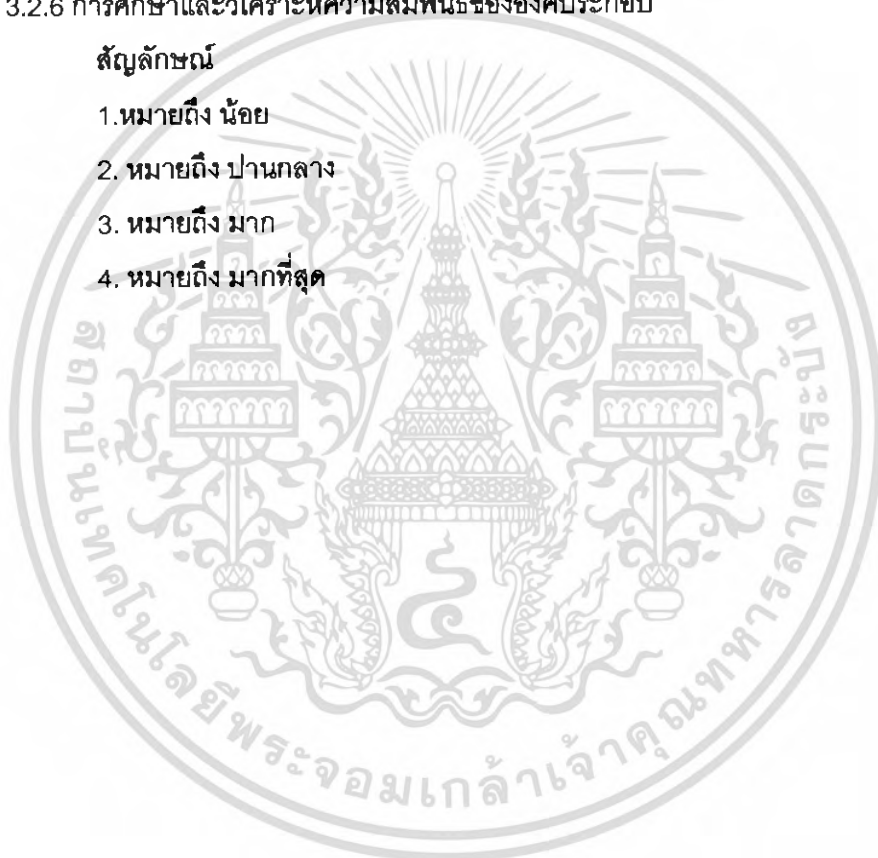 3.2.6 การศึกษาและวิเคราะห์ความสัมพันธ์ขององค์ประกอบ
สัญลักษณ์
1.หมายถึง น้อย
2. หมายถึง ปานกลาง
3. หมายถึง มาก
4. หมายถึง มากที่สุด
สถาบันเทคโนโลยีพระจอมเกล้าเจ้าคุณทหารลาดกระบัง
๔